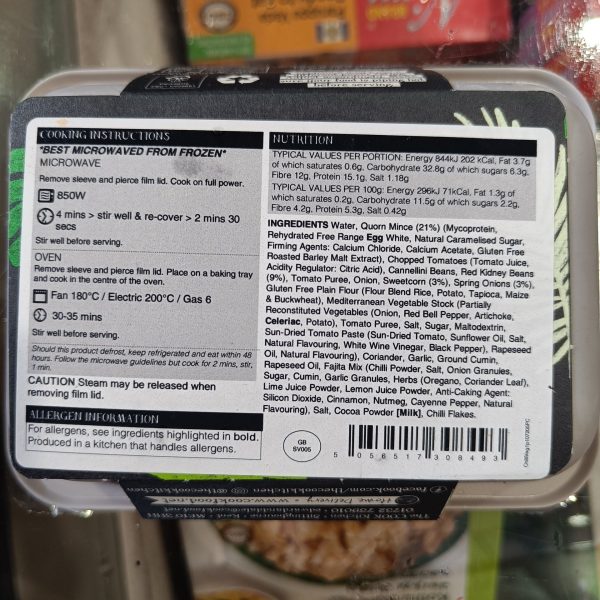 COOKING INSTRUCTIONS
*BEST MICROWAVED FROM FROZEN*
MICROWAVE
Remove sleeve and pierce film lid. Cook on full power.
850W
4 mins > stir well & re-cover > 2 mins 30
secs
Stir well before serving.
OVEN
Remove sleeve and pierce film lid. Place on a baking tray
and cook in the centre of the oven.
Fan 180°C / Electric 200°C / Gas 6
30-35 mins
Stir well before serving.
Should this product defrost, keep refrigerated and eat within 48
hours. Follow the microwave guidelines but cook for 2 mins, stir,
1 min.
CAUTION Steam may be released when
removing film lid.
ALLERGEN INFORMATION
For allergens, see ingredients highlighted in bold.
Produced in a kitchen that handles allergens.
NUTRITION
TYPICAL VALUES PER PORTION: Energy 844kJ 202 kCal, Fat 3.7g
of which saturates 0.6g, Carbohydrate 32.8g of which sugars 6.3g,
Fibre 12g, Protein 15.1g, Salt 1.18g
TYPICAL VALUES PER 100g: Energy 296kJ 71kCal, Fat 1.3g of
which saturates 0.2g, Carbohydrate 11.5g of which sugars 2.2g,
Fibre 4.2g, Protein 5.3g, Salt 0.42g
INGREDIENTS Water, Quorn Mince (21%) (Mycoprotein,
Rehydrated Free Range Egg White, Natural Caramelised Sugar,
Firming Agents: Calcium Chloride, Calcium Acetate, Gluten Free
Roasted Barley Malt Extract), Chopped Tomatoes (Tomato Juice,
Acidity Regulator: Citric Acid), Cannellini Beans, Red Kidney Beans
(9%), Tomato Puree, Onion, Sweetcorn (3%), Spring Onions (3%),
Gluten Free Plain Flour (Flour Blend Rice, Potato, Tapioca, Maize
& Buckwheat), Mediterranean Vegetable Stock (Partially
Reconstituted Vegetables (Onion, Red Bell Pepper, Artichoke,
Celeriac, Potato), Tomato Puree, Salt, Sugar, Maltodextrin,
Sun-Dried Tomato Paste (Sun-Dried Tomato, Sunflower Oil, Salt,
Natural Flavouring), White Wine Vinegar, Black Pepper), Rapeseed
Oil, Natural Flavouring), Coriander, Garlic, Ground Cumin,
Rapeseed Oil, Fajita Mix (Chilli Powder, Salt, Onion Granules,
Sugar, Cumin, Garlic Granules, Herbs (Oregano, Coriander Leaf),
Lime Juice Powder, Lemon Juice Powder, Anti-Caking Agent:
Silicon Dioxide, Cinnamon, Nutmeg, Cayenne Pepper, Natural
Flavouring), Salt, Cocoa Powder [Milk], Chilli Flakes.
GB
SV005
5 056517 308493
before serving.
facebook.com/thecookkitchen @thecookkitchen
Home Delivery • www.cookfood.net